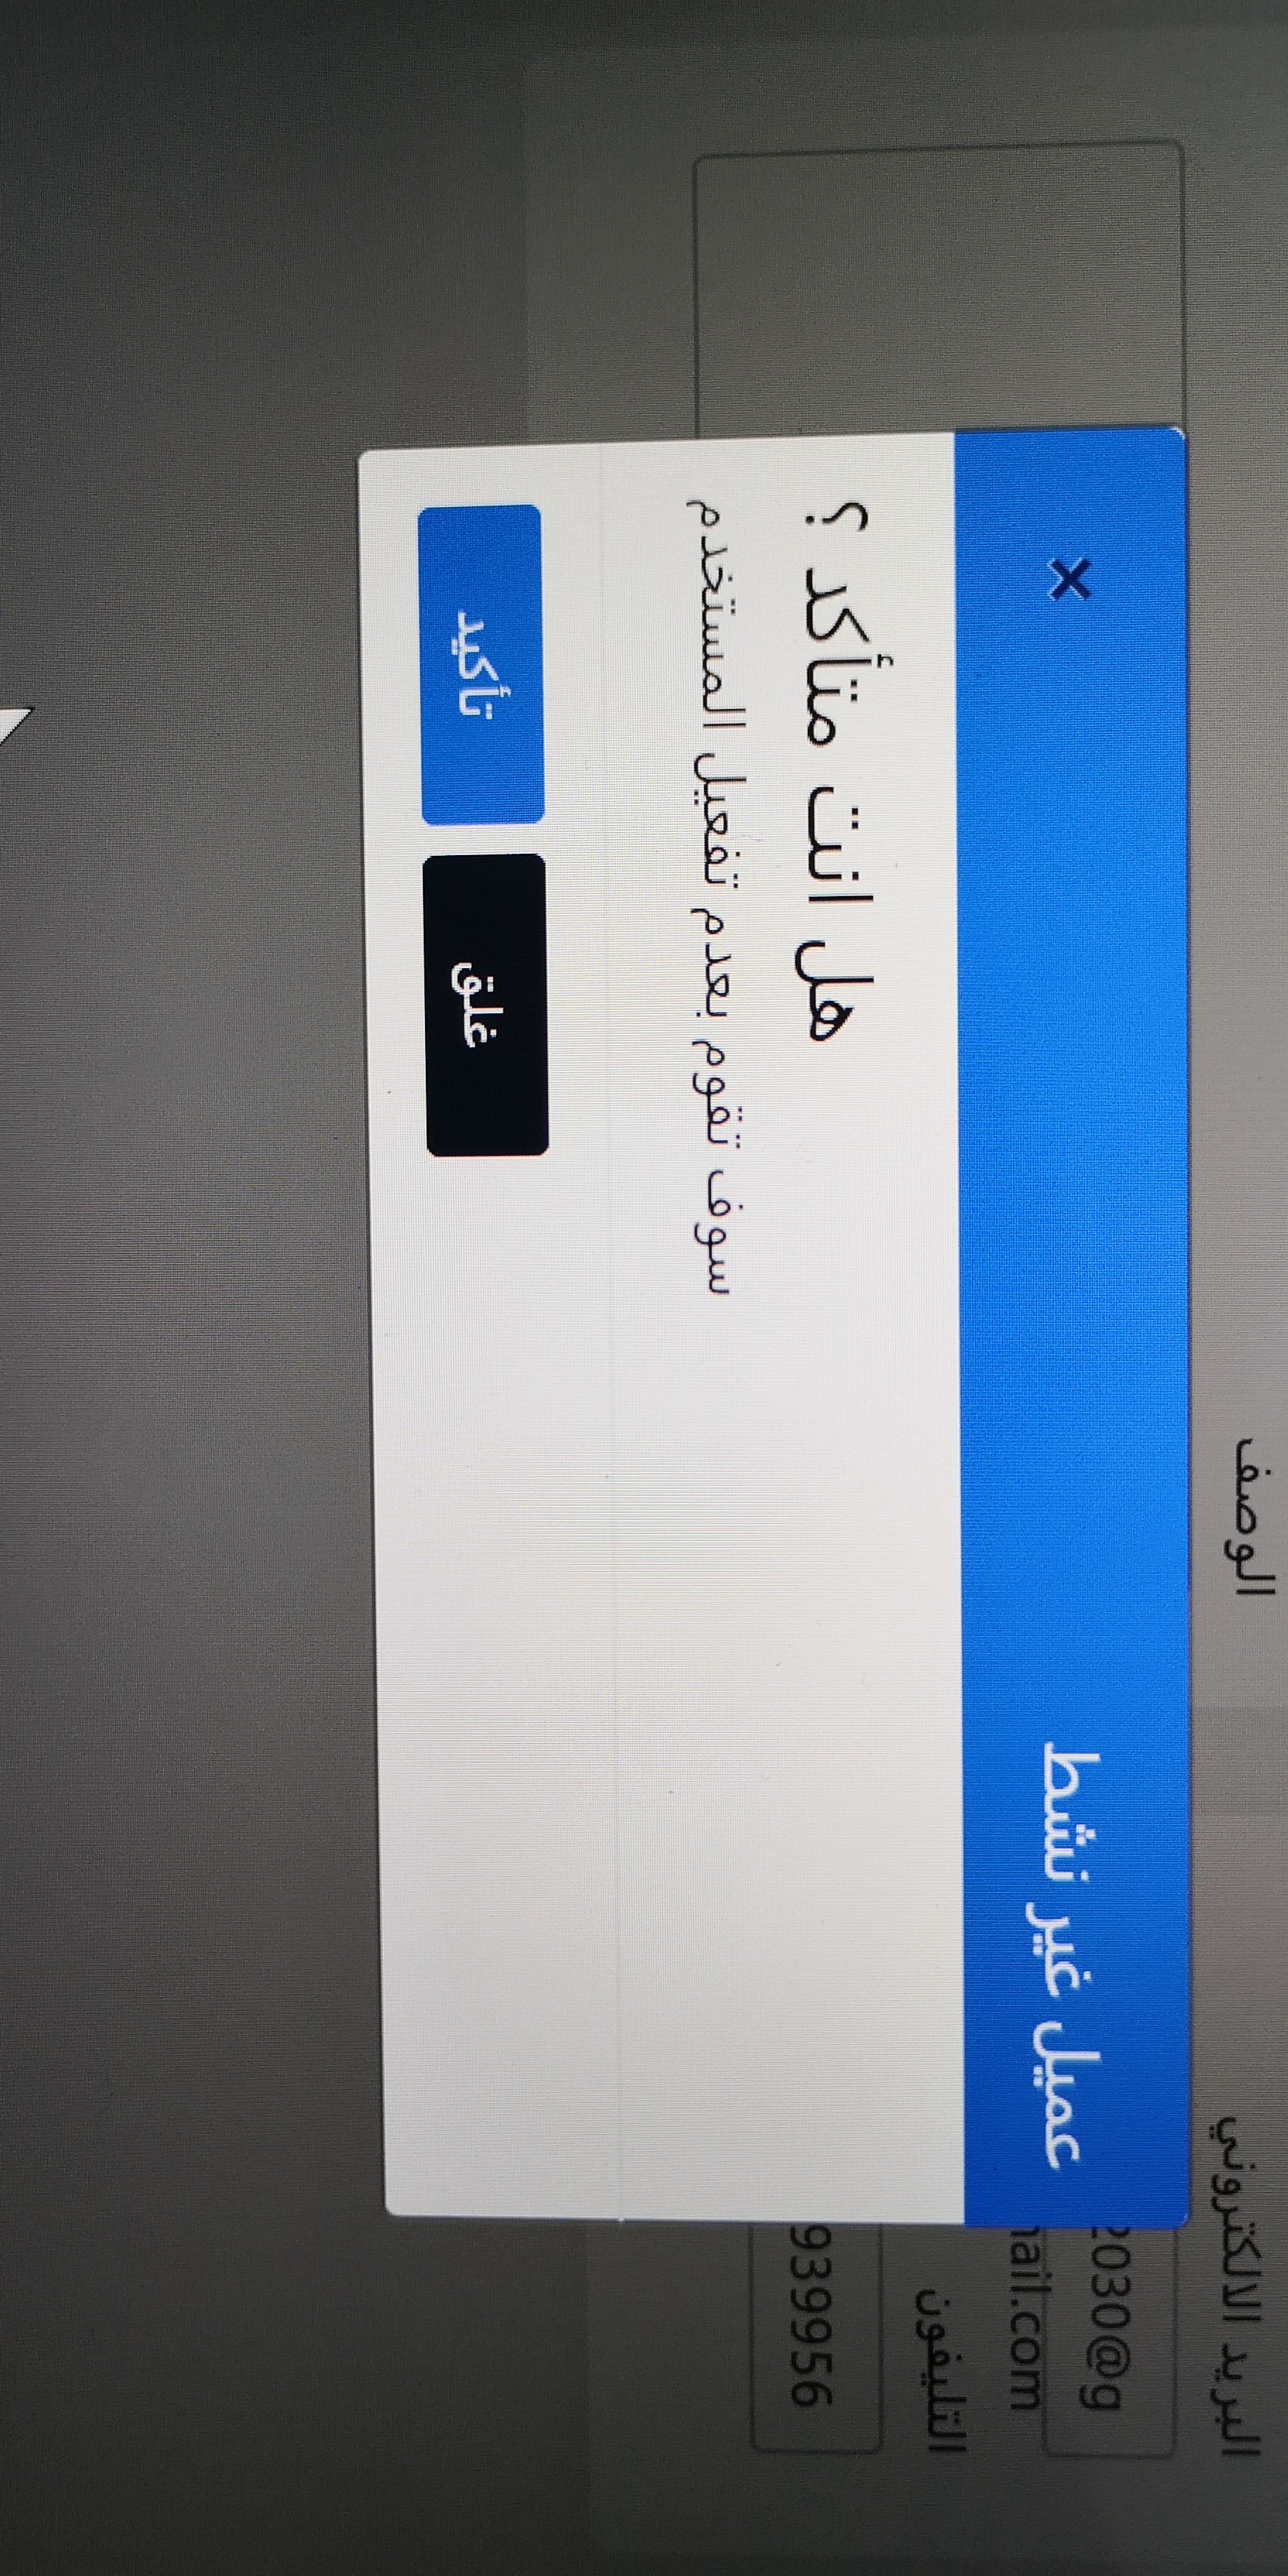 البريد الالكتروني
الوصف
2030@g
ail.com
التليفون
939956
عميل غير نشط
×
هل انت متأكد ؟
سوف تقوم بعدم تفعيل المستخدم
غلق
تأكيد